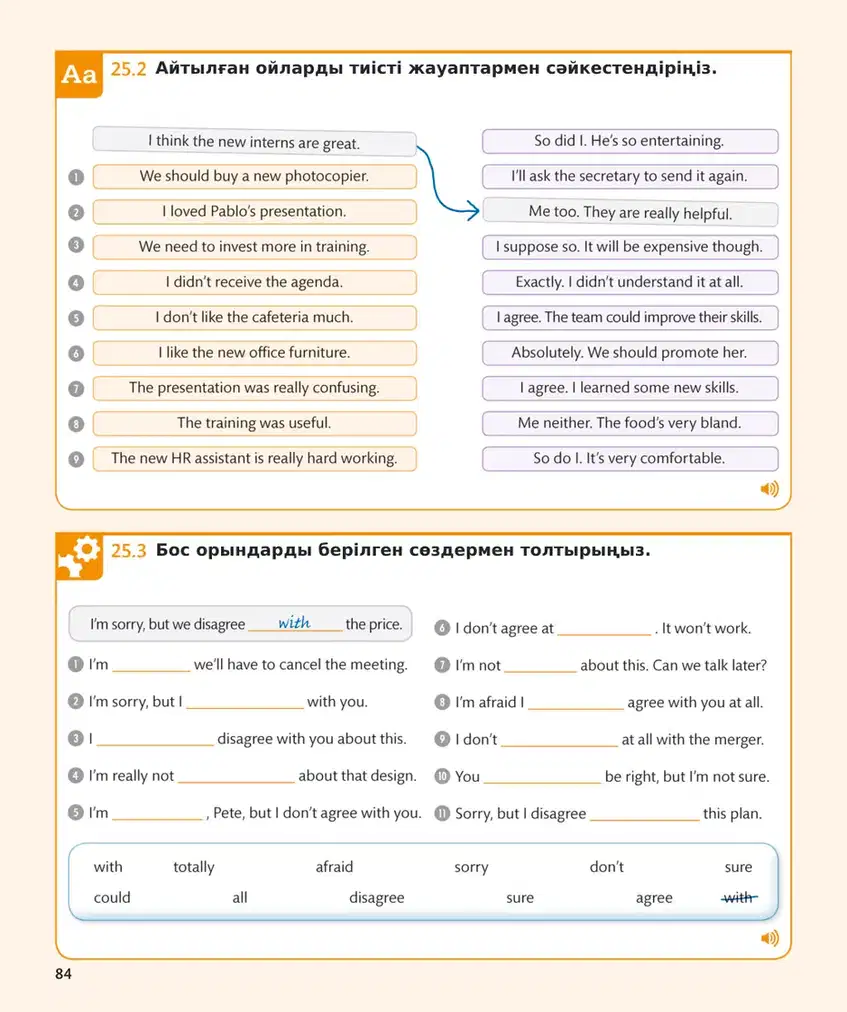 Aa 25.2 Айтылған ойларды тиісті жауаптармен сәйкестендіріңіз.
I think the new interns are great.
1 We should buy a new photocopier.
2 I loved Pablo's presentation.
3 We need to invest more in training.
4 I didn't receive the agenda.
5 I don't like the cafeteria much.
6 I like the new office furniture.
7 The presentation was really confusing.
8 The training was useful.
9 The new HR assistant is really hard working.
So did I. He's so entertaining.
I'll ask the secretary to send it again.
Me too. They are really helpful.
I suppose so. It will be expensive though.
Exactly. I didn't understand it at all.
I agree. The team could improve their skills.
Absolutely. We should promote her.
I agree. I learned some new skills.
Me neither. The food's very bland.
So do I. It's very comfortable.
25.3 Бос орындарды берілген сөздермен толтырыңыз.
I'm sorry, but we disagree with the price.
1 I'm ________ we'll have to cancel the meeting.
2 I'm sorry, but I ________ with you.
3 I ________ disagree with you about this.
4 I'm really not ________ about that design.
5 I'm ________ , Pete, but I don't agree with you.
6 I don't agree at ________ . It won't work.
7 I'm not ________ about this. Can we talk later?
8 I'm afraid I ________ agree with you at all.
9 I don't ________ at all with the merger.
10 You ________ be right, but I'm not sure.
11 Sorry, but I disagree ________ this plan.
with totally afraid sorry don't sure
could all disagree sure agree with
84